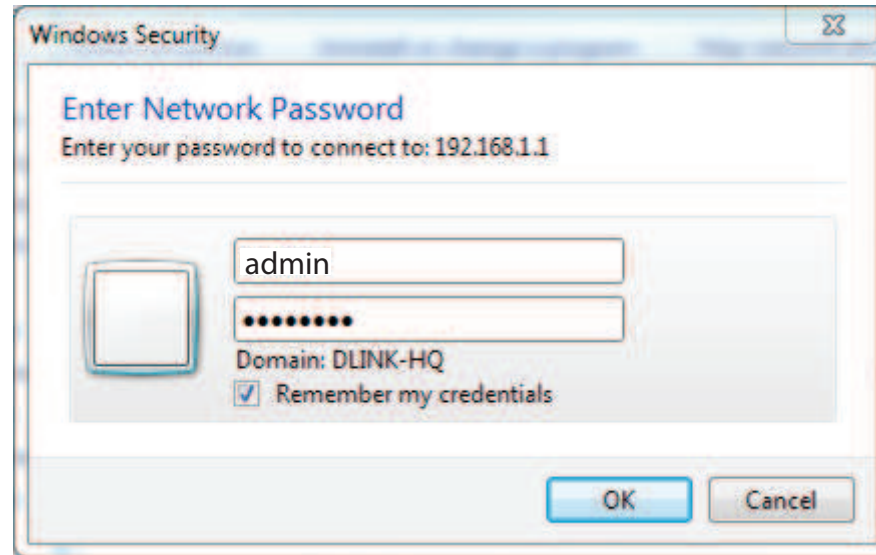 Windows Security
Enter Network Password
Enter your password to connect to: 192.168.1.1
admin
••••••••
Domain: DLINK-HQ
Remember my credentials
OK
Cancel